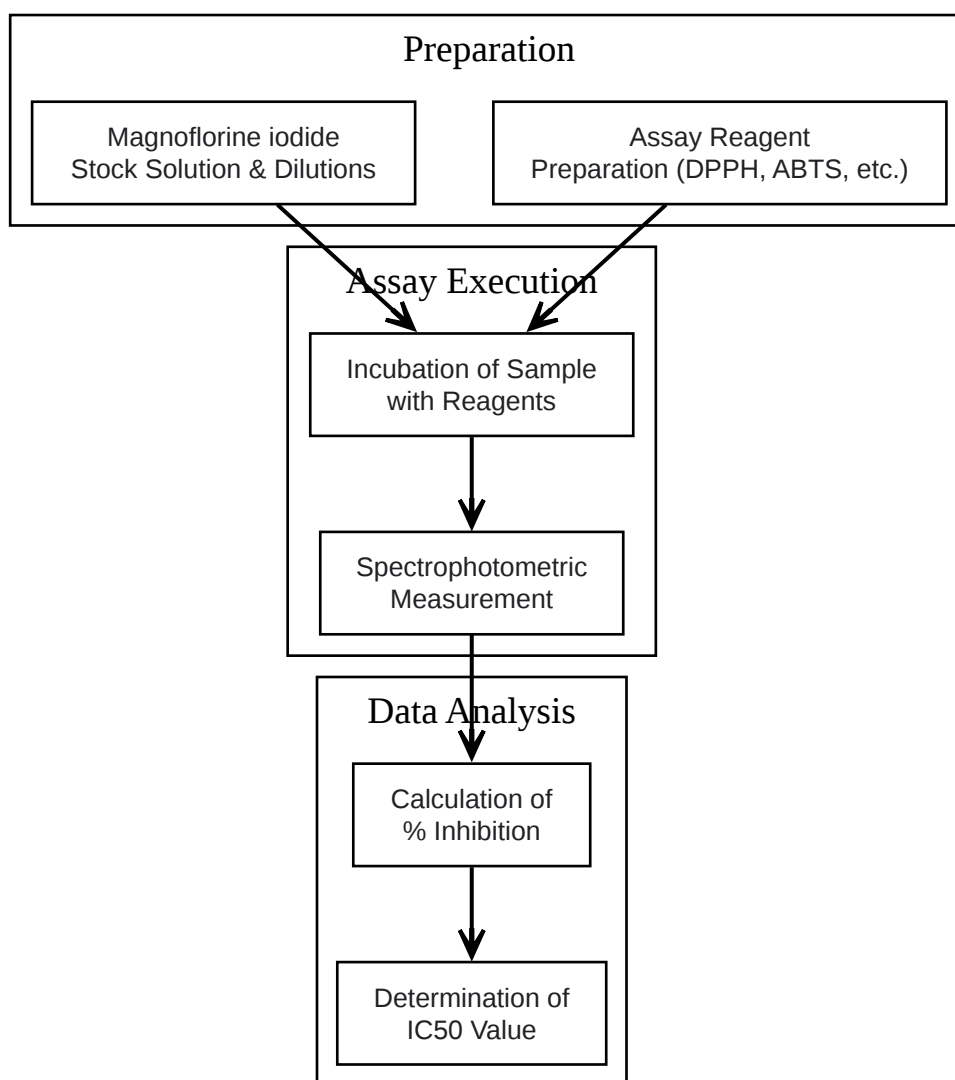 Preparation
Magnoflorine iodide
Stock Solution & Dilutions
Assay Reagent
Preparation (DPPH, ABTS, etc.)
Assay Execution
Incubation of Sample
with Reagents
Spectrophotometric
Measurement
Data Analysis
Calculation of
% Inhibition
Determination of
IC50 Value